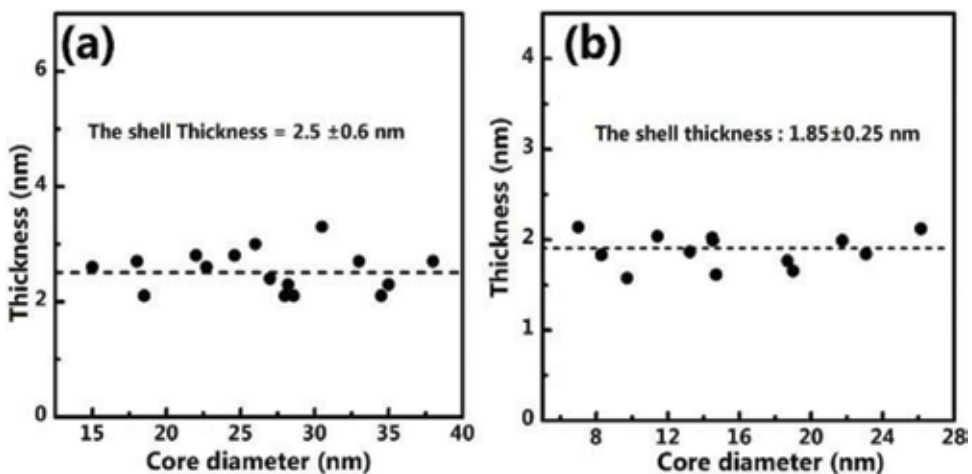 (a)
The shell Thickness = 2.5 ±0.6 nm
Thickness (nm)
6
4
2
0
15 20 25 30 35 40
Core diameter (nm)
(b)
The shell thickness : 1.85±0.25 nm
Thickness (nm)
4
3
2
1
0
8 12 16 20 24 28
Core diameter (nm)